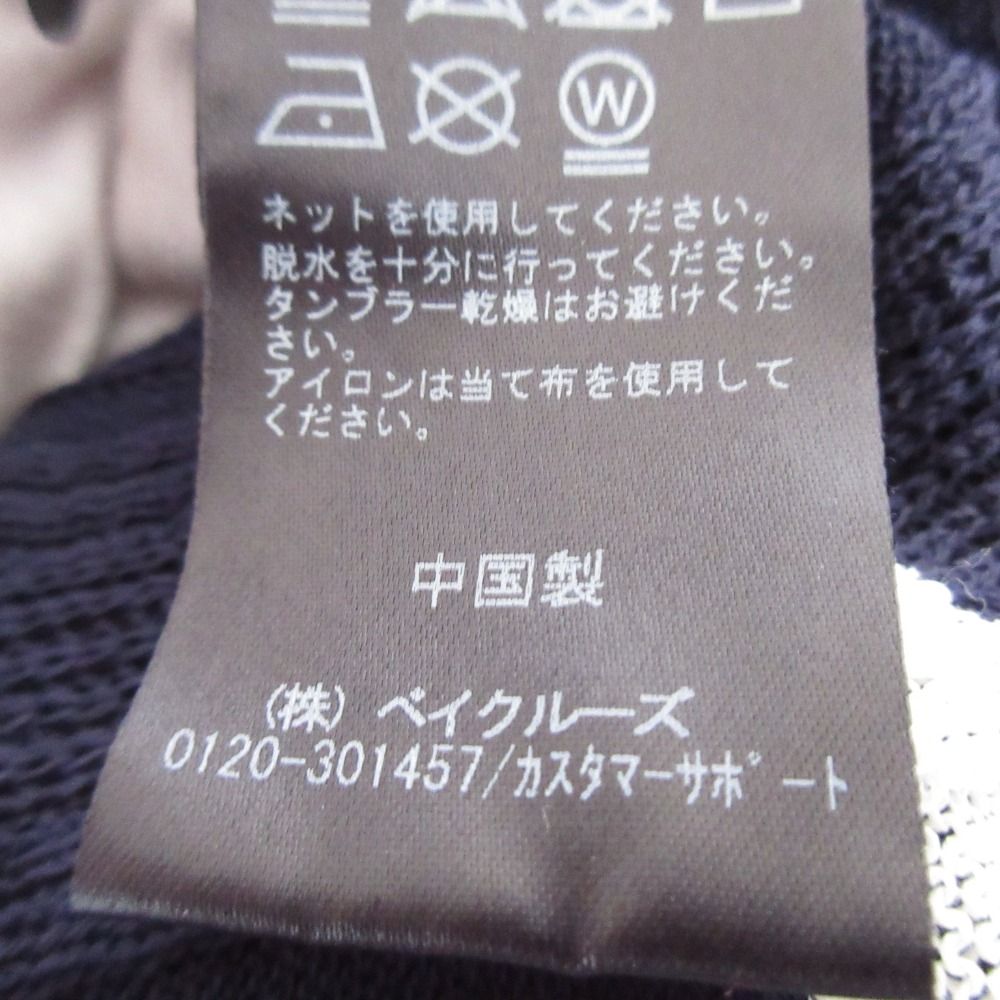 W
ネットを使用してください。
脱水を十分に行ってください。
タンブラー乾燥はお避けくだ
さい。
アイロンは当て布を使用して
ください。
中国製
(株) ベイクルーズ
0120-301457/カスタマーサポート